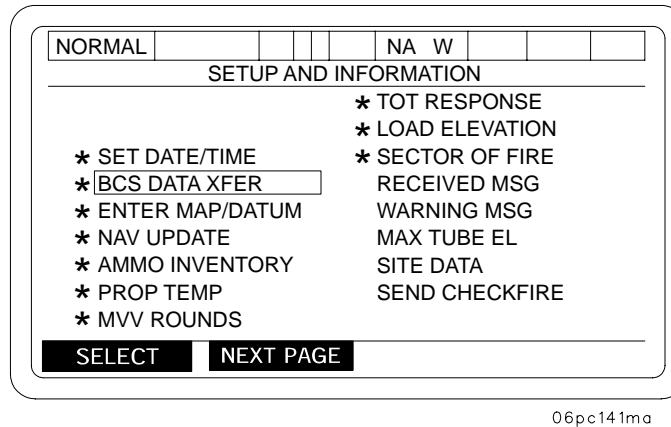 NORMAL NA W
SETUP AND INFORMATION
* SET DATE/TIME
* BCS DATA XFER
* ENTER MAP/DATUM
* NAV UPDATE
* AMMO INVENTORY
* PROP TEMP
* MVV ROUNDS
* TOT RESPONSE
* LOAD ELEVATION
* SECTOR OF FIRE
RECEIVED MSG
WARNING MSG
MAX TUBE EL
SITE DATA
SEND CHECKFIRE
SELECT NEXT PAGE
06pc141ma